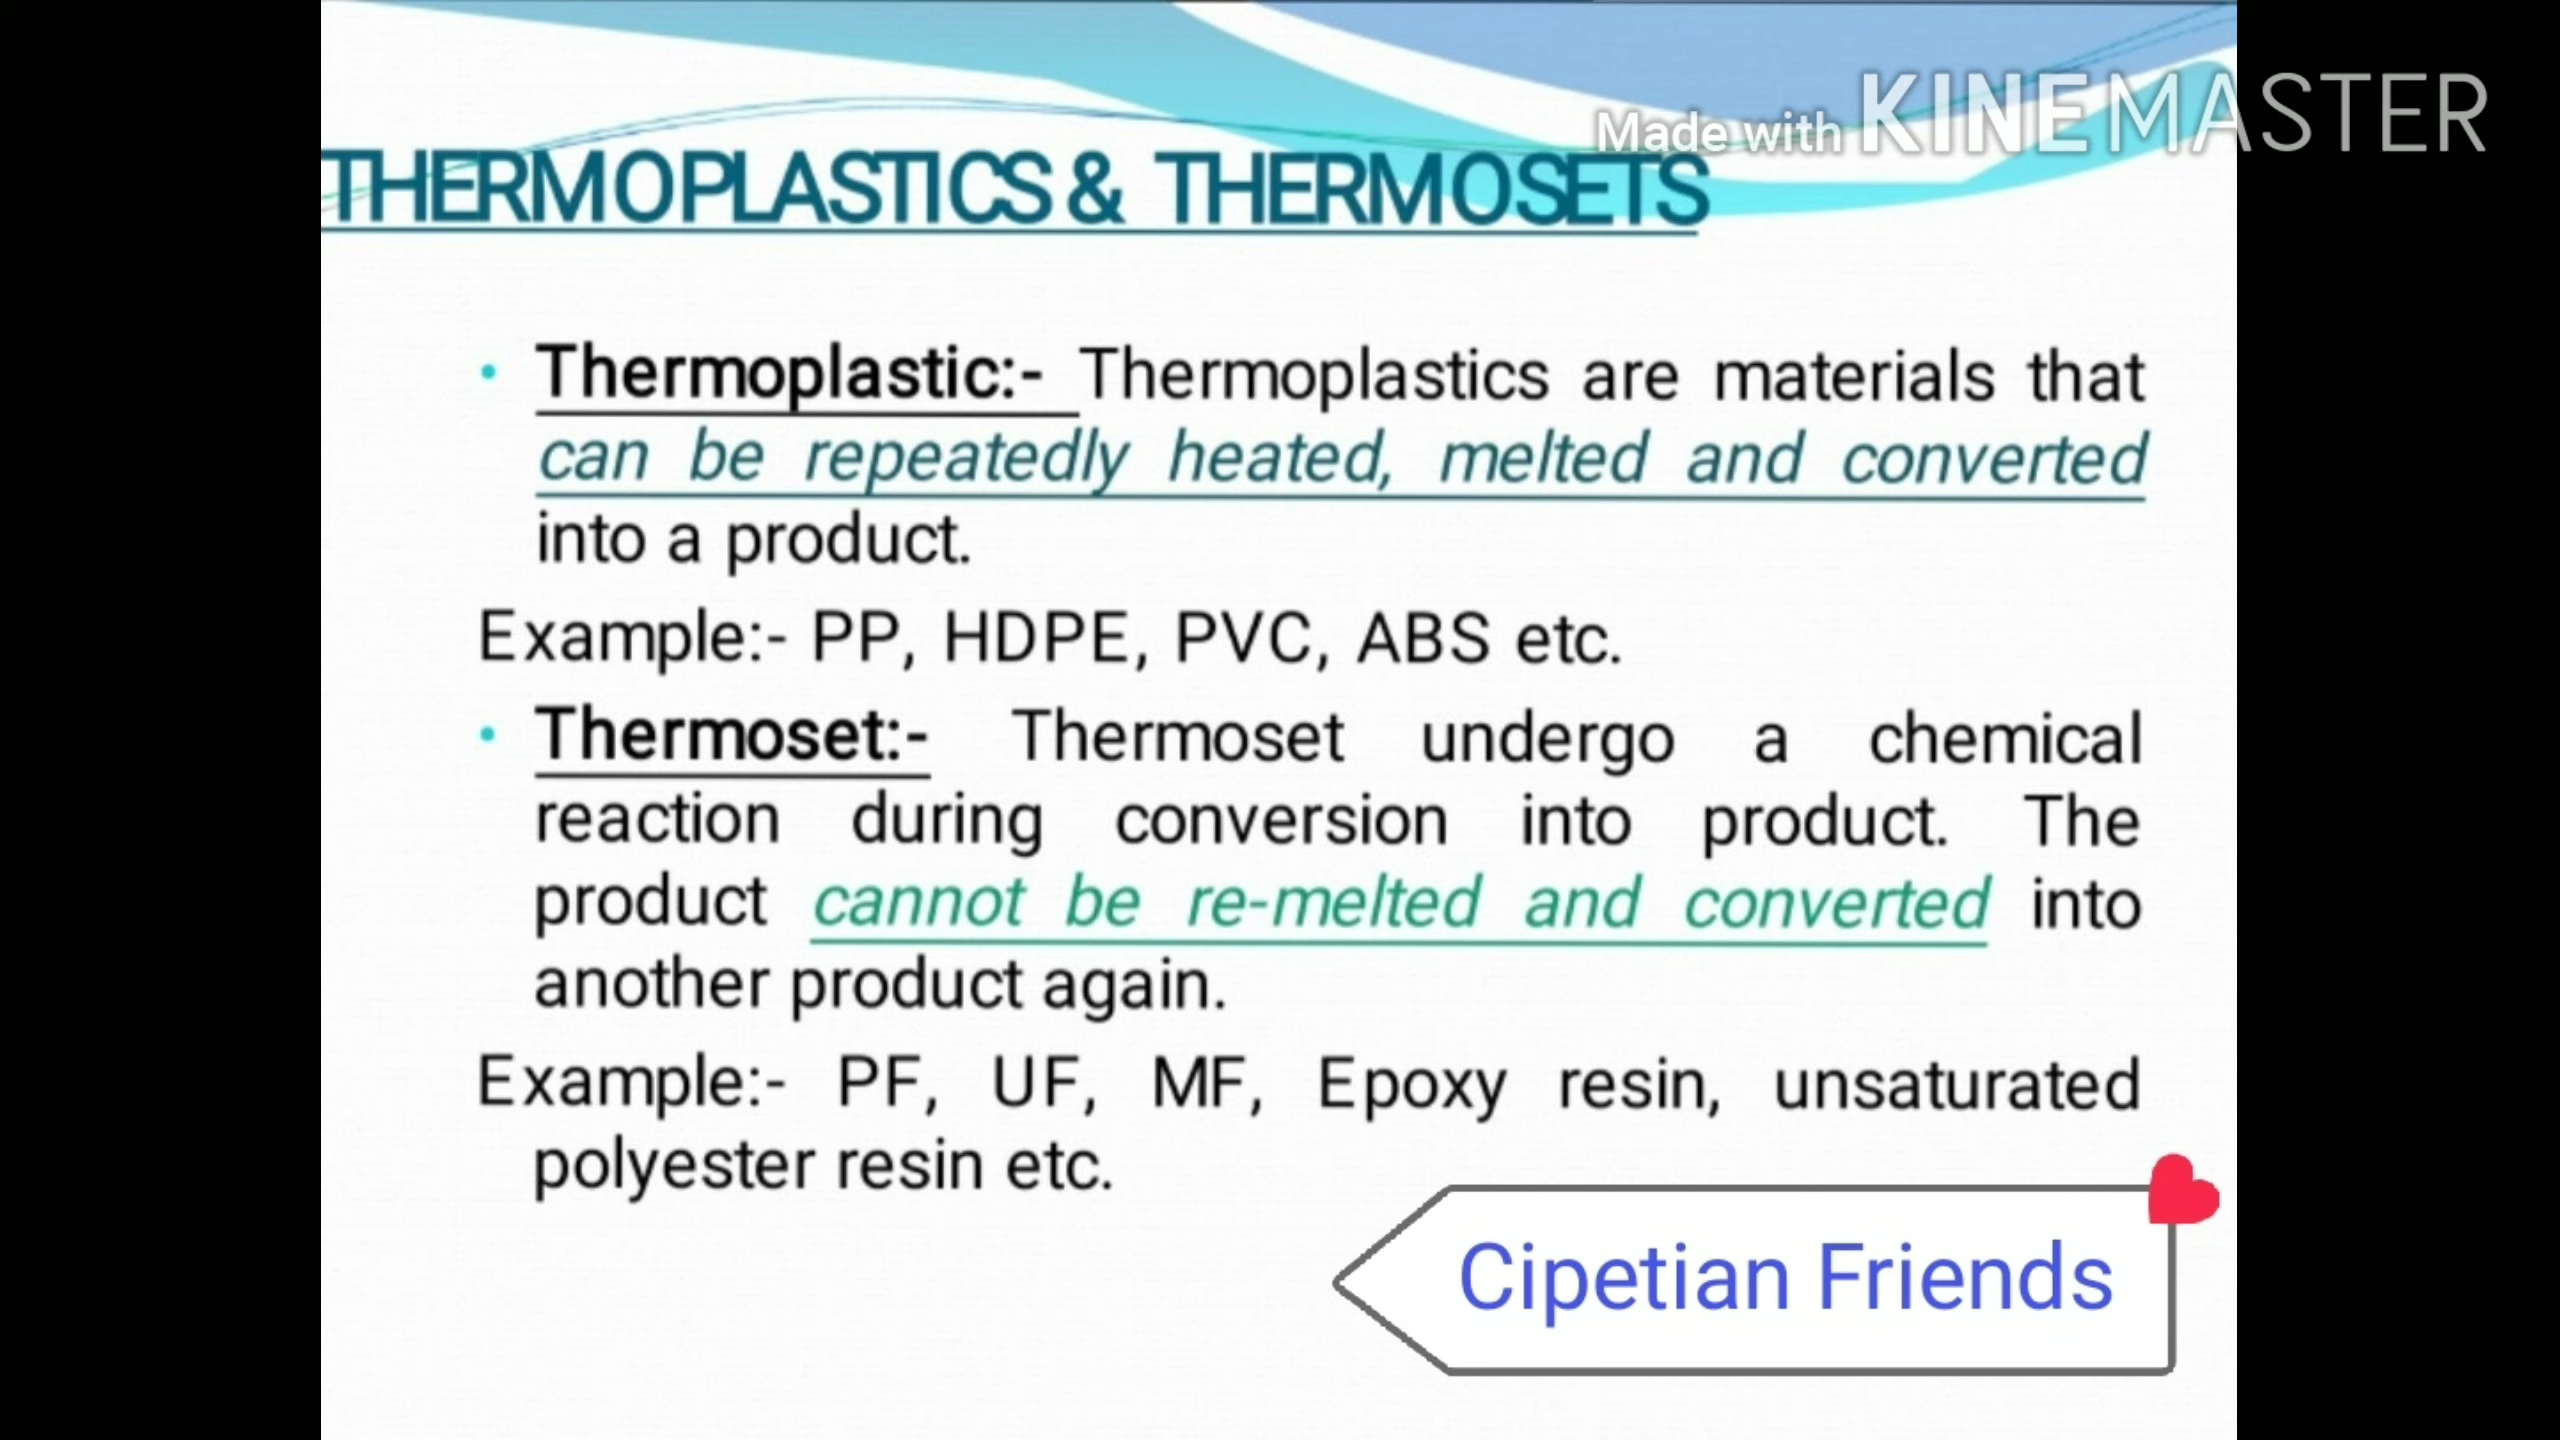 Made with KINEMASTER
THERMOPLASTICS & THERMOSETS
• Thermoplastic:- Thermoplastics are materials that
can be repeatedly heated, melted and converted
into a product.
Example:- PP, HDPE, PVC, ABS etc.
• Thermoset:- Thermoset undergo a chemical
reaction during conversion into product. The
product cannot be re-melted and converted into
another product again.
Example:- PF, UF, MF, Epoxy resin, unsaturated
polyester resin etc.
Cipetian Friends